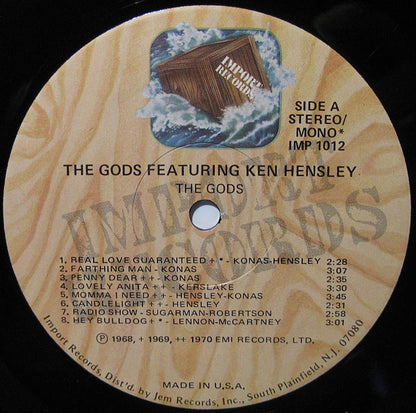 IMPORT
RECORDS
SIDE A
STEREO/
MONO*
IMP 1012
THE GODS FEATURING KEN HENSLEY
THE GODS
IMPORT
RECORDS
1. REAL LOVE GUARANTEED + * - KONAS-HENSLEY 2:28
2. FARTHING MAN - KONAS 3:07
3. PENNY DEAR + + - KONAS 2:35
4. LOVELY ANITA + + - KERSLAKE 3:30
5. MOMMA I NEED + + - HENSLEY-KONAS 3:45
6. CANDLELIGHT + + - HENSLEY 2:31
7. RADIO SHOW - SUGARMAN-ROBERTSON 2:58
8. HEY BULLDOG + * - LENNON-McCARTNEY 3:01
Ⓟ 1968, + 1969, + + 1970 EMI RECORDS, LTD.
MADE IN U.S.A.
Import Records, Dist'd. by Jem Records, Inc., South Plainfield, N.J. 07080